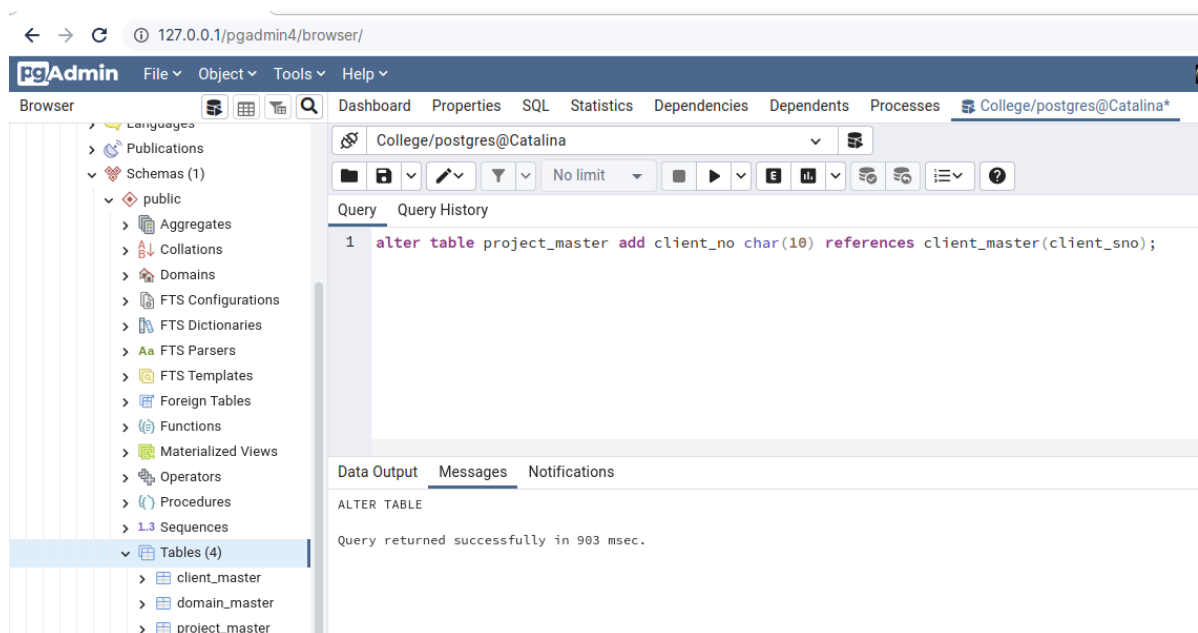 127.0.0.1/pgadmin4/browser/
pgAdmin File Object Tools Help
Browser
Dashboard Properties SQL Statistics Dependencies Dependents Processes College/postgres@Catalina*
Languages
Publications
Schemas (1)
public
Aggregates
Collations
Domains
FTS Configurations
FTS Dictionaries
Aa FTS Parsers
FTS Templates
Foreign Tables
Functions
Materialized Views
Operators
Procedures
1..3 Sequences
Tables (4)
client_master
domain_master
project_master
College/postgres@Catalina
No limit
E
Query Query History
1 alter table project_master add client_no char(10) references client_master(client_sno);
Data Output Messages Notifications
ALTER TABLE
Query returned successfully in 903 msec.